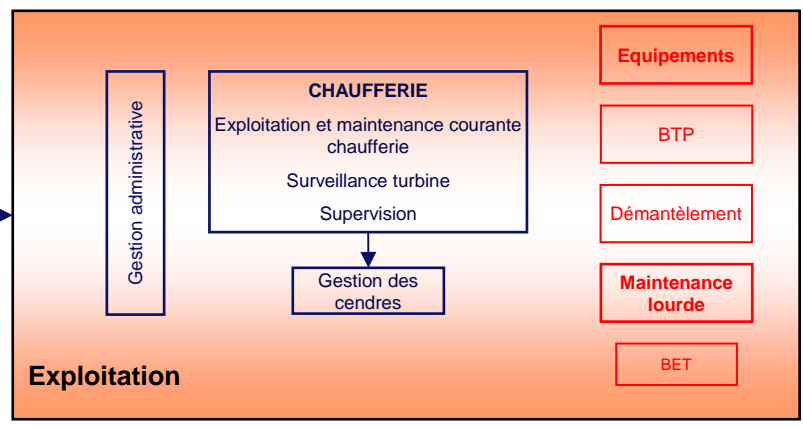 Gestion administrative
CHAUFFERIE
Exploitation et maintenance courante
chaufferie
Surveillance turbine
Supervision
Gestion des
cendres
Equipements
BTP
Démantèlement
Maintenance
lourde
BET
Exploitation